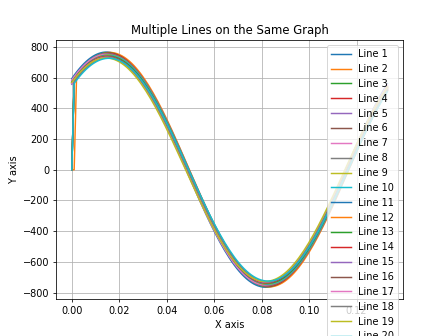 Multiple Lines on the Same Graph
Y axis
800
600
400
200
0
−200
−400
−600
−800
0.00
0.02
0.04
0.06
0.08
0.10
X axis
Line 1
Line 2
Line 3
Line 4
Line 5
Line 6
Line 7
Line 8
Line 9
Line 10
Line 11
Line 12
Line 13
Line 14
Line 15
Line 16
Line 17
Line 18
Line 19
Line 20